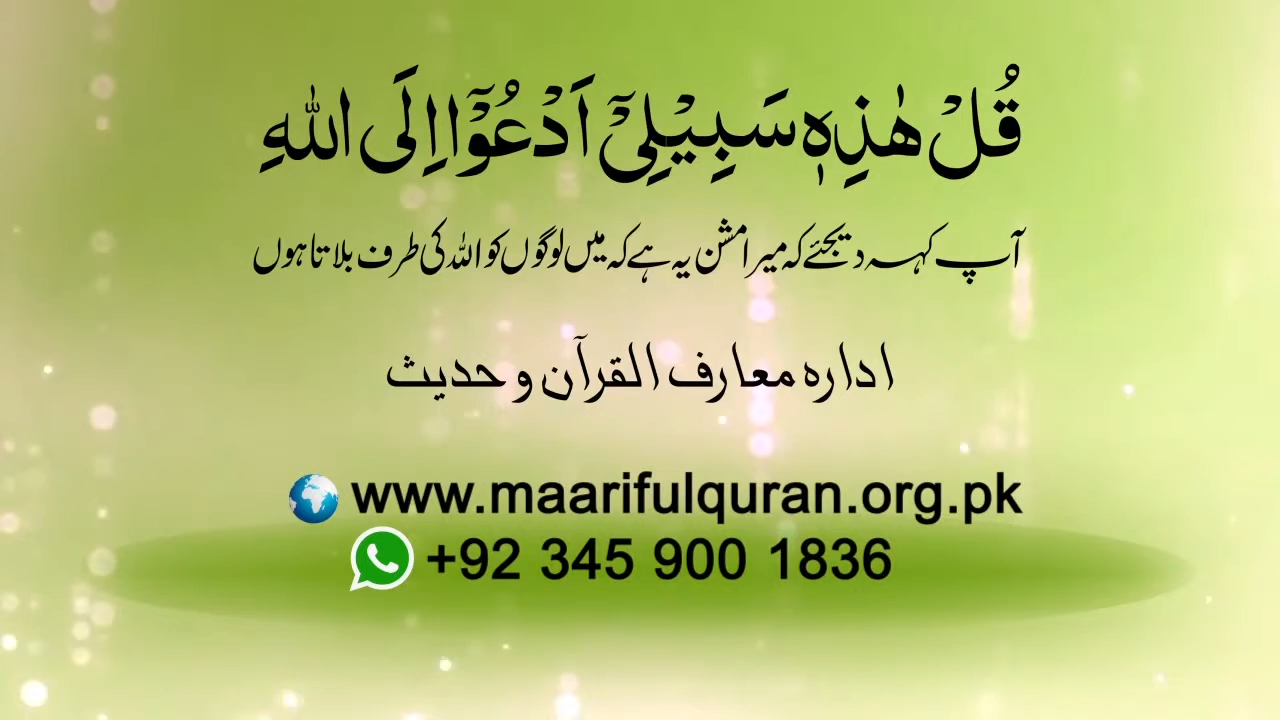 قُلْ هٰذِهٖ سَبِيْلِيْٓ اَدْعُوْٓا اِلَى اللّٰهِ
آپ کہہ دیجئے کہ میرا مشن یہ ہے کہ میں لوگوں کو اللہ کی طرف بلاتا ہوں
ادارہ معارف القرآن و حدیث
www.maarifulquran.org.pk
+92 345 900 1836